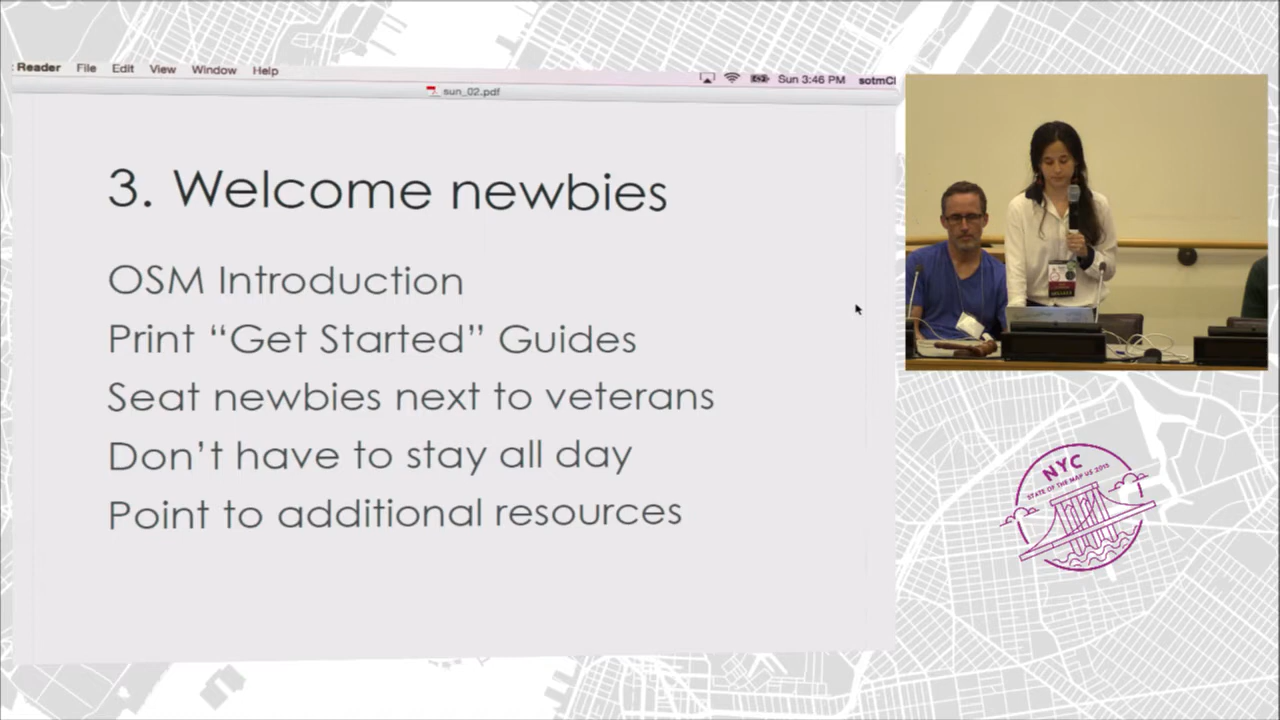 Reader File Edit View Window Help Sun 3:46 PM sotmCl
sun_02.pdf
3. Welcome newbies
OSM Introduction
Print “Get Started” Guides
Seat newbies next to veterans
Don’t have to stay all day
Point to additional resources
NYC
STATE OF THE MAP US 2015